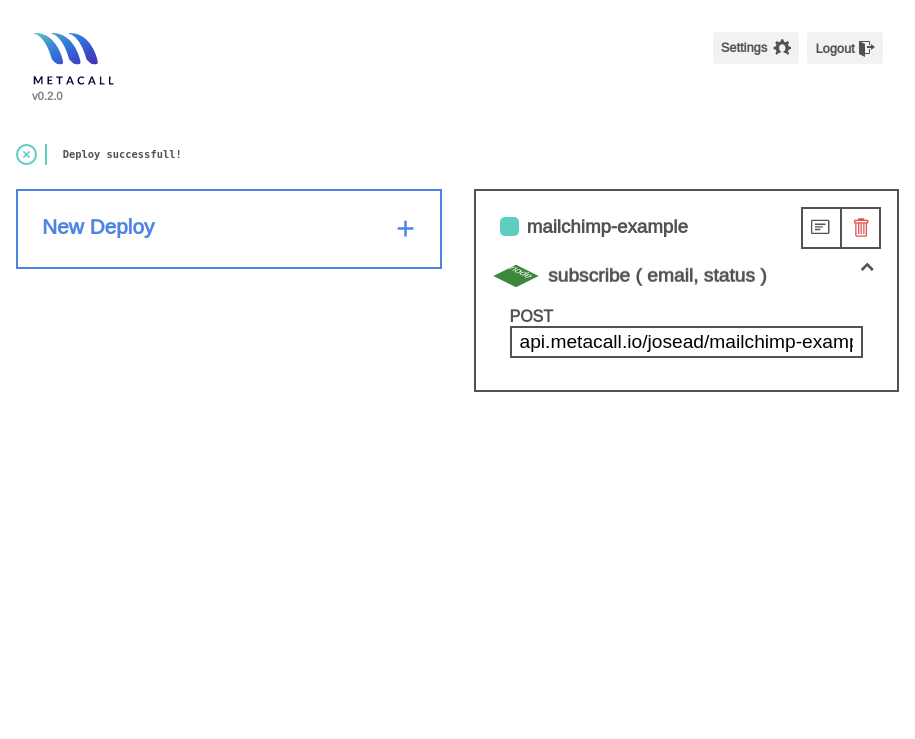 METACALL
v0.2.0
Settings
Logout
Deploy successfull!
New Deploy
+
mailchimp-example
node
subscribe ( email, status )
POST
api.metacall.io/josead/mailchimp-examp